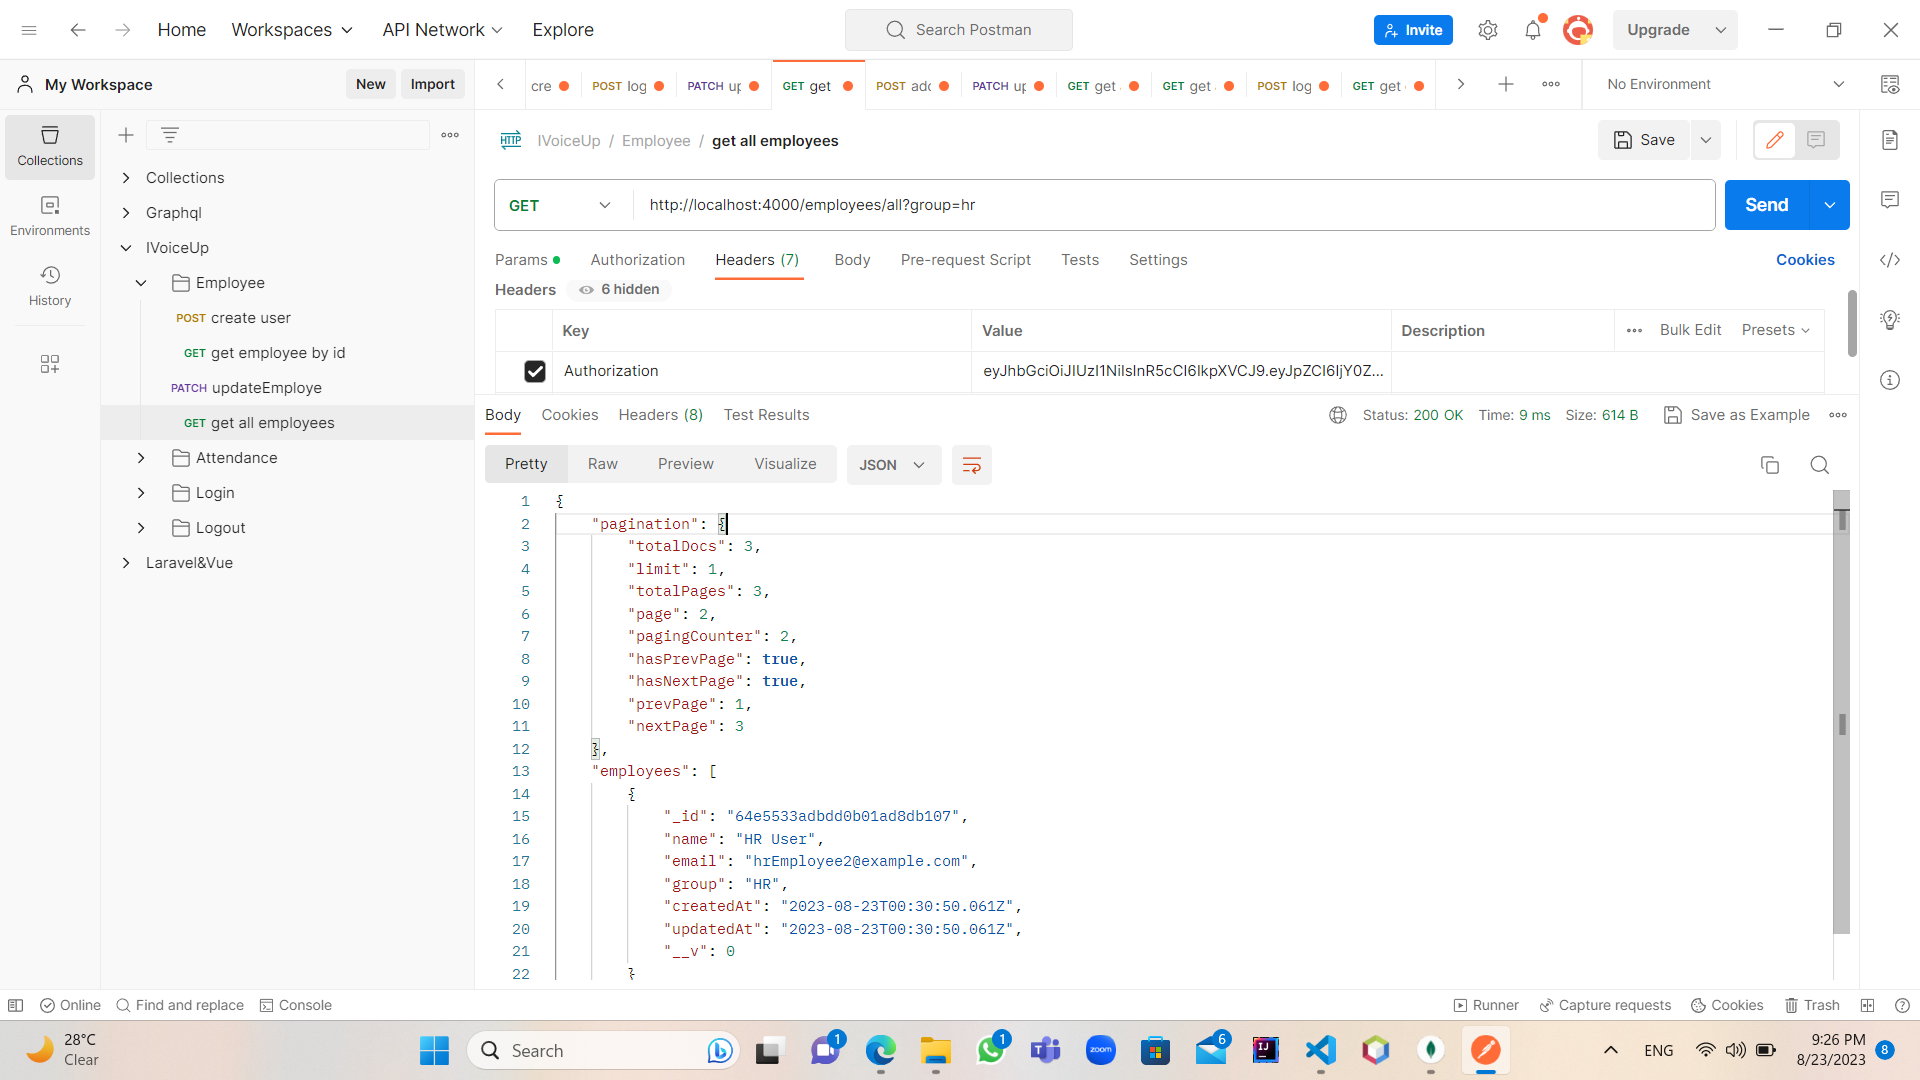 Home Workspaces API Network Explore
Search Postman
Invite
Upgrade
My Workspace
New Import
cre
POST log
PATCH up
GET get
POST add
PATCH up
GET get
GET get
POST log
GET get
No Environment
Collections
Environments
History
Collections
Graphql
IVoiceUp
Employee
POST create user
GET get employee by id
PATCH updateEmploye
GET get all employees
Attendance
Login
Logout
Laravel&Vue
HTTP IVoiceUp / Employee / get all employees
Save
GET http://localhost:4000/employees/all?group=hr
Send
Params Authorization Headers (7) Body Pre-request Script Tests Settings
Cookies
Headers 6 hidden
Key Value Description Bulk Edit Presets
Authorization eyJhbGciOiJIUzI1NiIsInR5cCI6IkpXVCJ9.eyJpZCI6IjY0Z...
Body Cookies Headers (8) Test Results
Status: 200 OK Time: 9 ms Size: 614 B Save as Example
Pretty Raw Preview Visualize JSON
1 {
2 "pagination": {
3 "totalDocs": 3,
4 "limit": 1,
5 "totalPages": 3,
6 "page": 2,
7 "pagingCounter": 2,
8 "hasPrevPage": true,
9 "hasNextPage": true,
10 "prevPage": 1,
11 "nextPage": 3
12 },
13 "employees": [
14 {
15 "_id": "64e5533adbdd0b01ad8db107",
16 "name": "HR User",
17 "email": "hrEmployee2@example.com",
18 "group": "HR",
19 "createdAt": "2023-08-23T00:30:50.061Z",
20 "updatedAt": "2023-08-23T00:30:50.061Z",
21 "__v": 0
22 }
Online Find and replace Console
Runner Capture requests Cookies Trash
28°C
Clear
Search
1
1
zoom
6
IJ
ENG
9:26 PM
8/23/2023
8